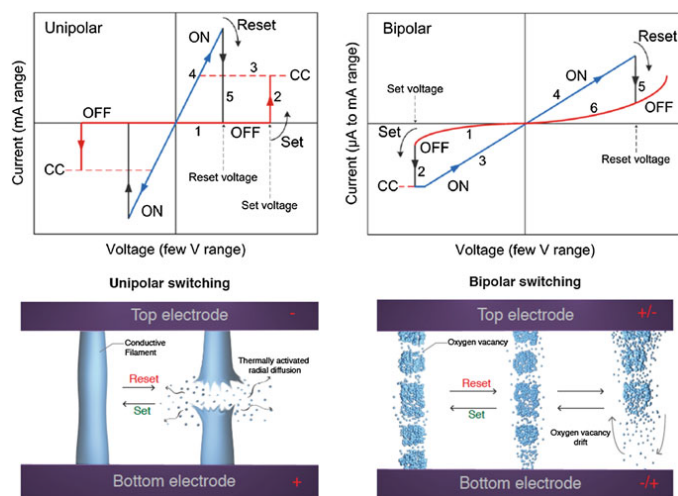 Unipolar
ON
Reset
4
3
CC
5
2
OFF
1
OFF
Set
CC
Reset voltage
ON
Set voltage
Current (mA range)
Voltage (few V range)
Bipolar
Reset
Set voltage
ON
4
5
6
OFF
Set
1
OFF
2
3
CC
ON
Reset voltage
Current (µA to mA range)
Voltage (few V range)
Unipolar switching
Top electrode -
Conductive
Filament
Thermally activated
radial diffusion
Reset
Set
Bottom electrode +
Bipolar switching
Top electrode +/-
Oxygen vacancy
Reset
Set
Oxygen vacancy
drift
Bottom electrode -/+